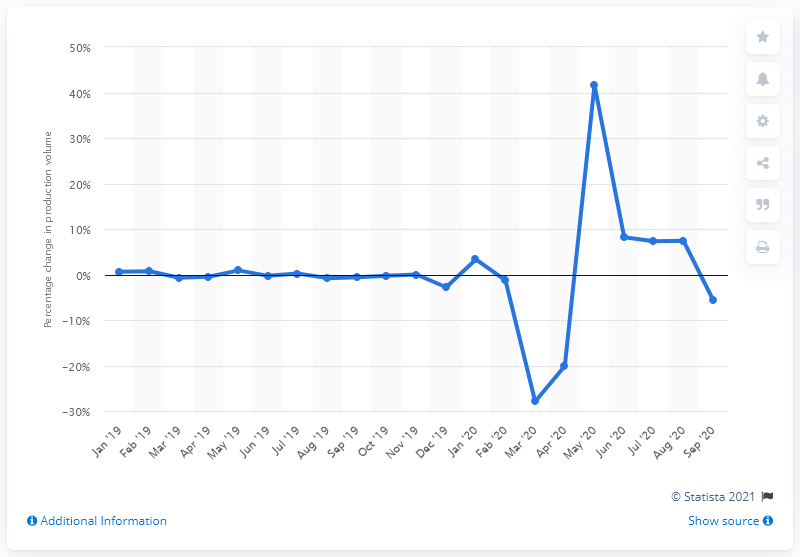 50%
40%
30%
20%
10%
0%
−10%
−20%
−30%
Percentage change in production volume
Jan '19
Feb '19
Mar '19
Apr '19
May '19
Jun '19
Jul '19
Aug '19
Sep '19
Oct '19
Nov '19
Dec '19
Jan '20
Feb '20
Mar '20
Apr '20
May '20
Jun '20
Jul '20
Aug '20
Sep '20
© Statista 2021
Additional Information
Show source